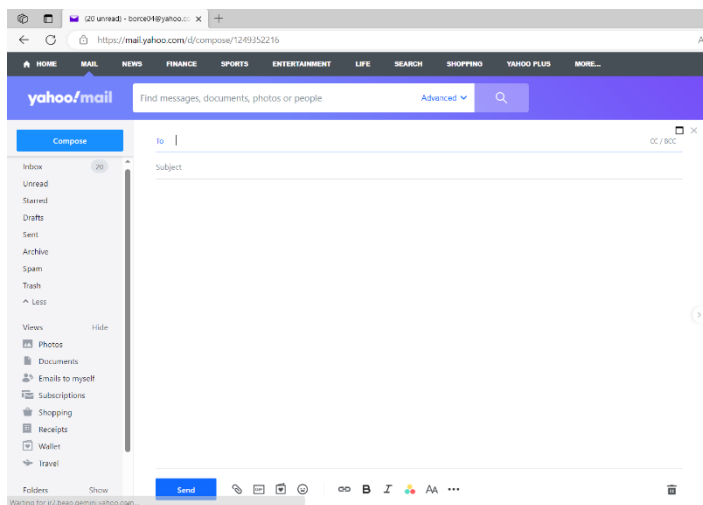 (20 unread) - borce04@yahoo.co
https://mail.yahoo.com/d/compose/1249352216
HOME MAIL NEWS FINANCE SPORTS ENTERTAINMENT LIFE SEARCH SHOPPING YAHOO PLUS MORE...
yahoo!mail
Find messages, documents, photos or people
Advanced
Compose
To
CC / BCC
Subject
Inbox 20
Unread
Starred
Drafts
Sent
Archive
Spam
Trash
Less
Views Hide
Photos
Documents
Emails to myself
Subscriptions
Shopping
Receipts
Wallet
Travel
Folders Show
Send
GIF
B I AA
Waiting for